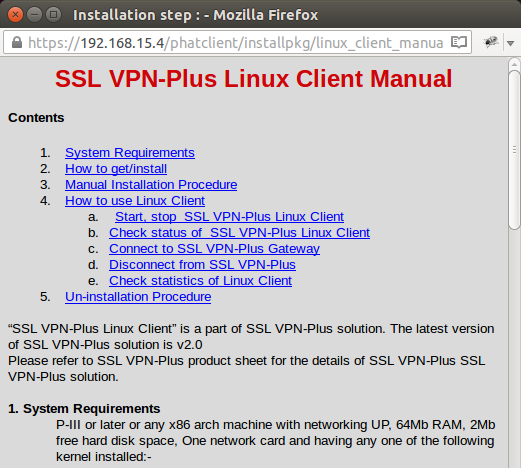 Installation step : - Mozilla Firefox
https://192.168.15.4/phatclient/installpkg/linux_client_manua
SSL VPN-Plus Linux Client Manual
Contents
1. System Requirements
2. How to get/install
3. Manual Installation Procedure
4. How to use Linux Client
a. Start, stop SSL VPN-Plus Linux Client
b. Check status of SSL VPN-Plus Linux Client
c. Connect to SSL VPN-Plus Gateway
d. Disconnect from SSL VPN-Plus
e. Check statistics of Linux Client
5. Un-installation Procedure
“SSL VPN-Plus Linux Client” is a part of SSL VPN-Plus solution. The latest version
of SSL VPN-Plus solution is v2.0
Please refer to SSL VPN-Plus product sheet for the details of SSL VPN-Plus SSL
VPN-Plus solution.
1. System Requirements
P-III or later or any x86 arch machine with networking UP, 64Mb RAM, 2Mb
free hard disk space, One network card and having any one of the following
kernel installed:-